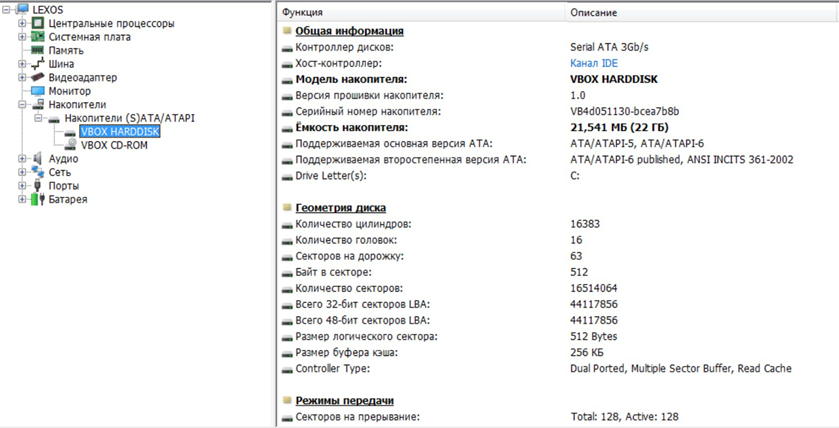 LEXOS
Центральные процессоры
Системная плата
Память
Шина
Видеоадаптер
Монитор
Накопители
Накопители (S)ATA/ATAPI
VBOX HARDDISK
VBOX CD-ROM
Аудио
Сеть
Порты
Батарея
Функция Описание
Общая информация
Контроллер дисков: Serial ATA 3Gb/s
Хост-контроллер: Канал IDE
Модель накопителя: VBOX HARDDISK
Версия прошивки накопителя: 1.0
Серийный номер накопителя: VB4d051130-bcea7b8b
Ёмкость накопителя: 21,541 МБ (22 ГБ)
Поддерживаемая основная версия ATA: ATA/ATAPI-5, ATA/ATAPI-6
Поддерживаемая второстепенная версия ATA: ATA/ATAPI-6 published, ANSI INCITS 361-2002
Drive Letter(s): C:
Геометрия диска
Количество цилиндров: 16383
Количество головок: 16
Секторов на дорожку: 63
Байт в секторе: 512
Количество секторов: 16514064
Всего 32-бит секторов LBA: 44117856
Всего 48-бит секторов LBA: 44117856
Размер логического сектора: 512 Bytes
Размер буфера кэша: 256 КБ
Controller Type: Dual Ported, Multiple Sector Buffer, Read Cache
Режимы передачи
Секторов на прерывание: Total: 128, Active: 128